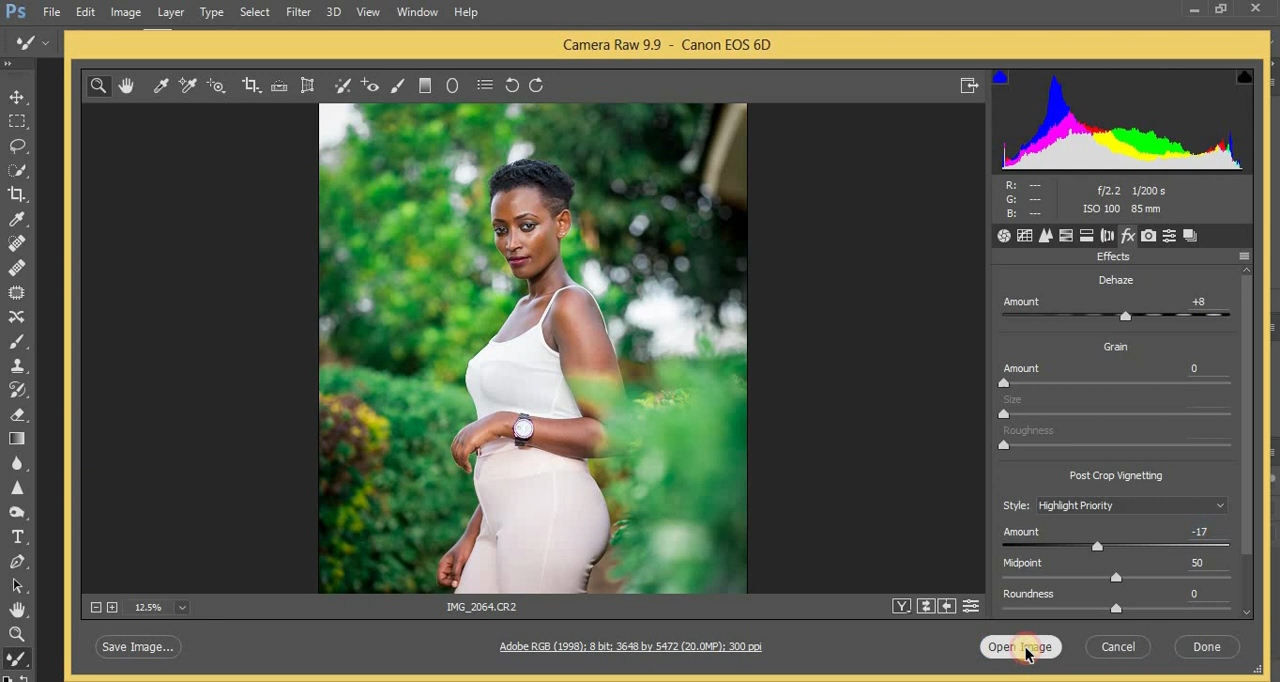 Ps File Edit Image Layer Type Select Filter 3D View Window Help
Camera Raw 9.9 - Canon EOS 6D
R: ---
G: ---
B: ---
f/2.2 1/200 s
ISO 100 85 mm
Effects
Dehaze
Amount +8
Grain
Amount 0
Size
Roughness
Post Crop Vignetting
Style: Highlight Priority
Amount -17
Midpoint 50
Roundness 0
12.5% IMG_2064.CR2 Y
Save Image... Adobe RGB (1998); 8 bit; 3648 by 5472 (20.0MP); 300 ppi Open Image Cancel Done